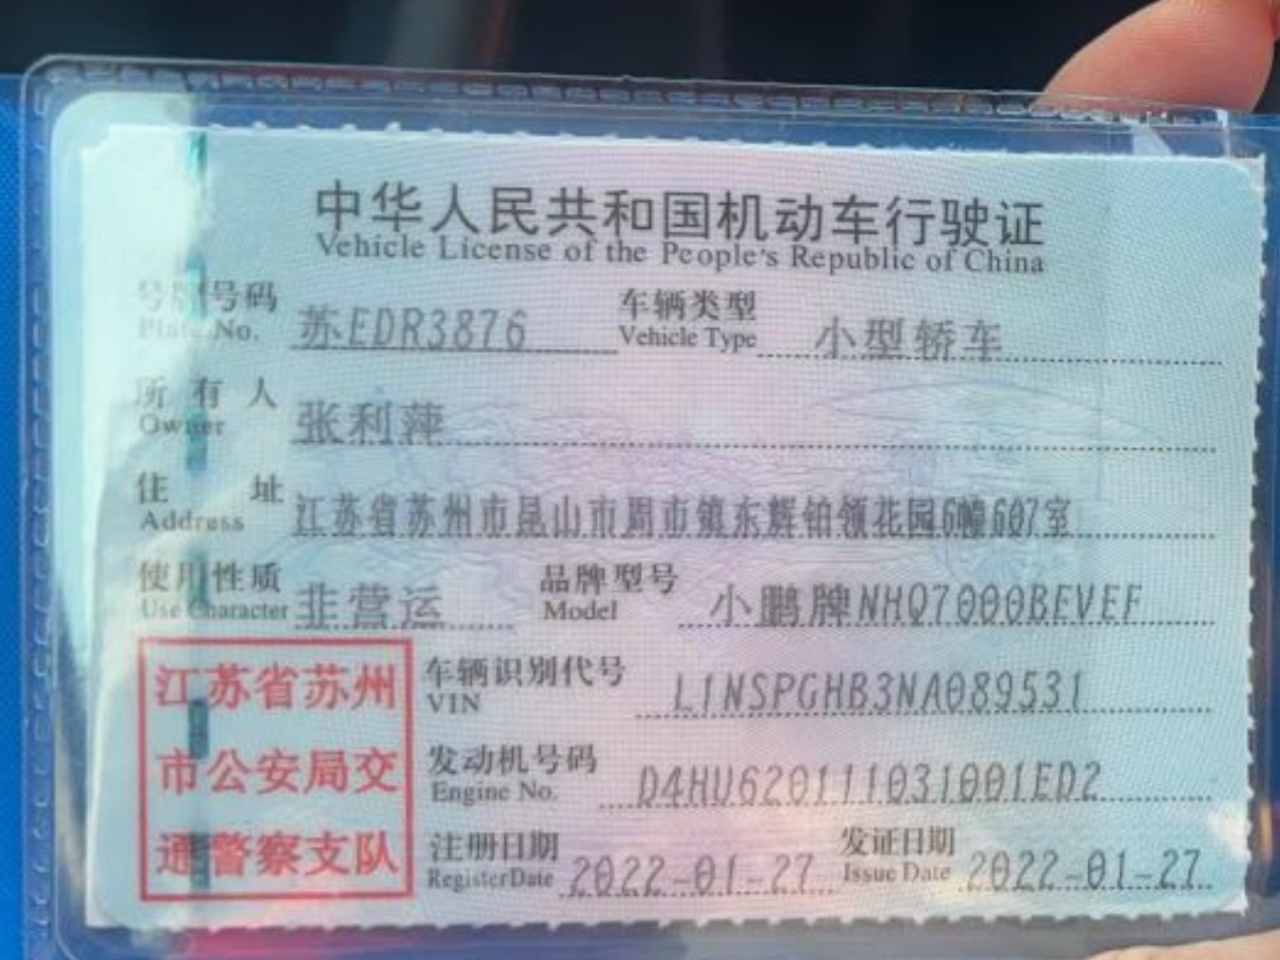 中华人民共和国机动车行驶证
Vehicle License of the People's Republic of China
号牌号码 苏EDR3876 车辆类型 小型轿车
Plate No. Vehicle Type
所有人 张利萍
Owner
住址 江苏省苏州市昆山市周市镇东辉铂领花园6幢607室
Address
使用性质 非营运 品牌型号 小鹏牌NHQ7000BEVEF
Use Character Model
江苏省苏州
市公安局交
通警察支队
车辆识别代号 L1NSPGHB3NA089531
VIN
发动机号码 D4HU620111031001ED2
Engine No.
注册日期 2022-01-27 发证日期 2022-01-27
Register Date Issue Date